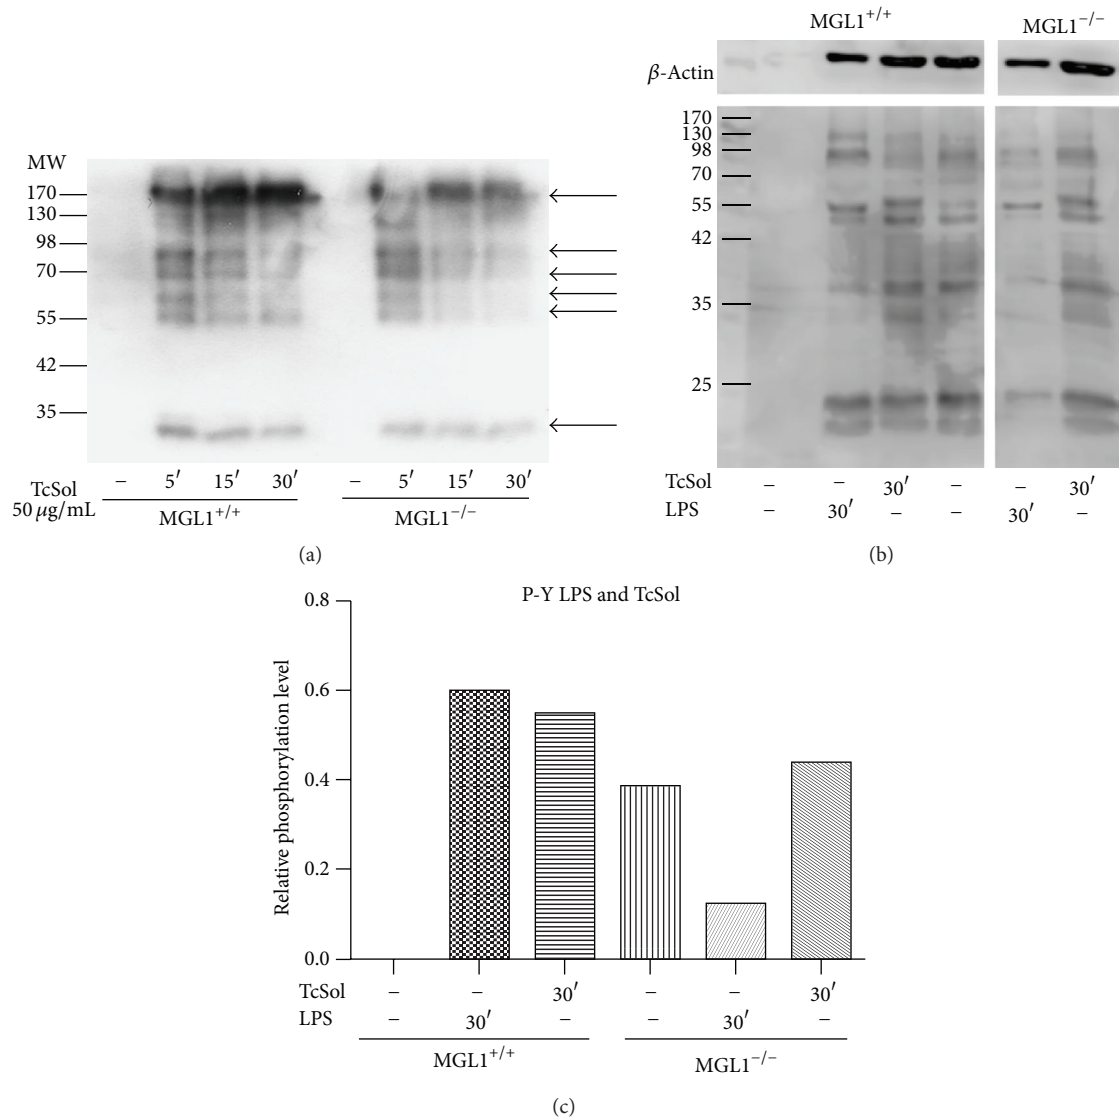 MW
170
130
98
70
55
42
35
TcSol − 5′ 15′ 30′ − 5′ 15′ 30′
50 μg/mL MGL1+/+ MGL1−/−
(a)
MGL1+/+ MGL1−/−
β-Actin
170
130
98
70
55
42
35
25
TcSol − − 30′ − − 30′
LPS − 30′ − − 30′ −
(b)
P-Y LPS and TcSol
Relative phosphorylation level
0.8
0.6
0.4
0.2
0.0
TcSol − − 30′ − − 30′
LPS − 30′ − − 30′ −
MGL1+/+ MGL1−/−
(c)